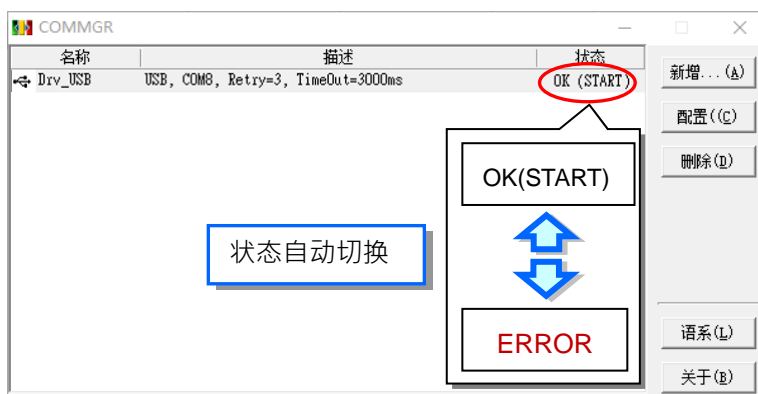 COMMGR
名称 描述 状态
Drv_USB USB, COM8, Retry=3, TimeOut=3000ms OK (START)
新增...(A)
配置((C)
删除(D)
OK(START)
状态自动切换
ERROR
语系(L)
关于(B)